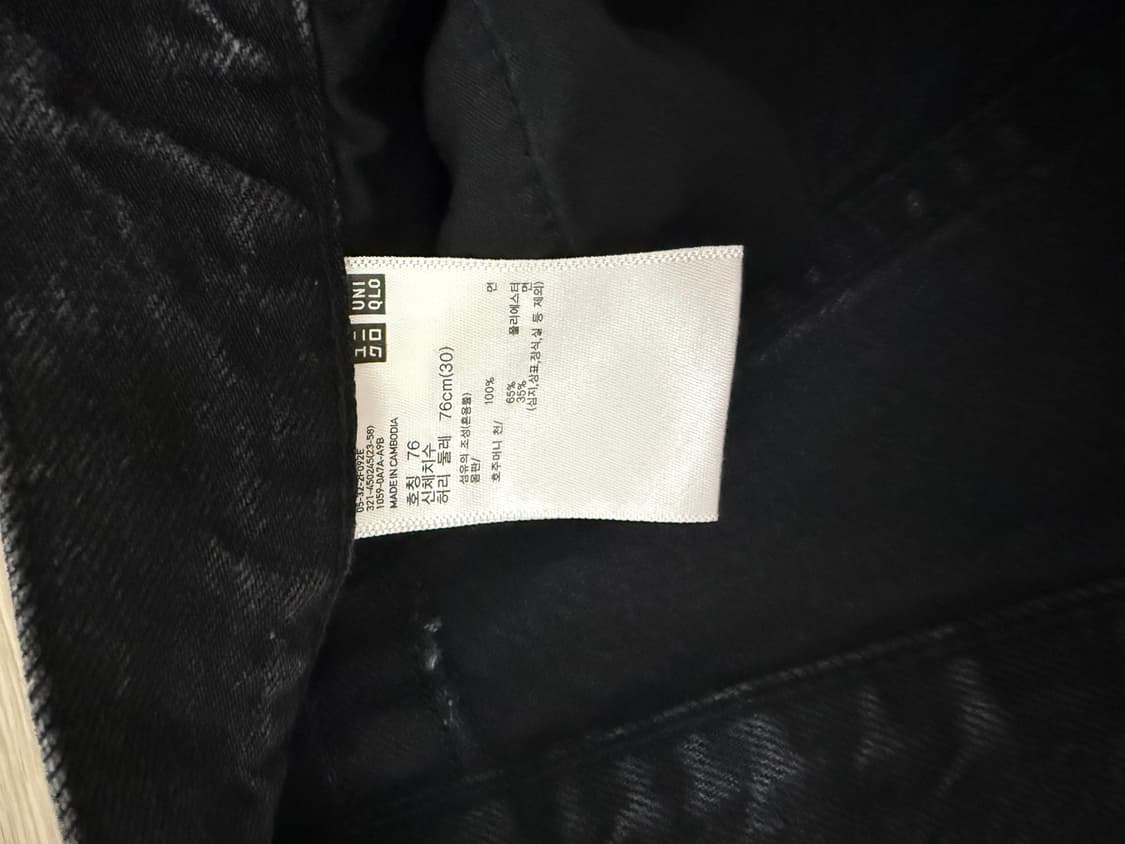 ユニ クロ
UNI QLO
05-32-2F092E
321-450245(23-58)
1059-0A7A-A9B
MADE IN CAMBODIA
호칭 76
신체치수
허리 둘레 76cm(30)
섬유의 조성(혼용률)
몸판/ 100% 면
호주머니 천/ 65% 폴리에스터
35% 면
(심지,상표,장식,실 등 제외)